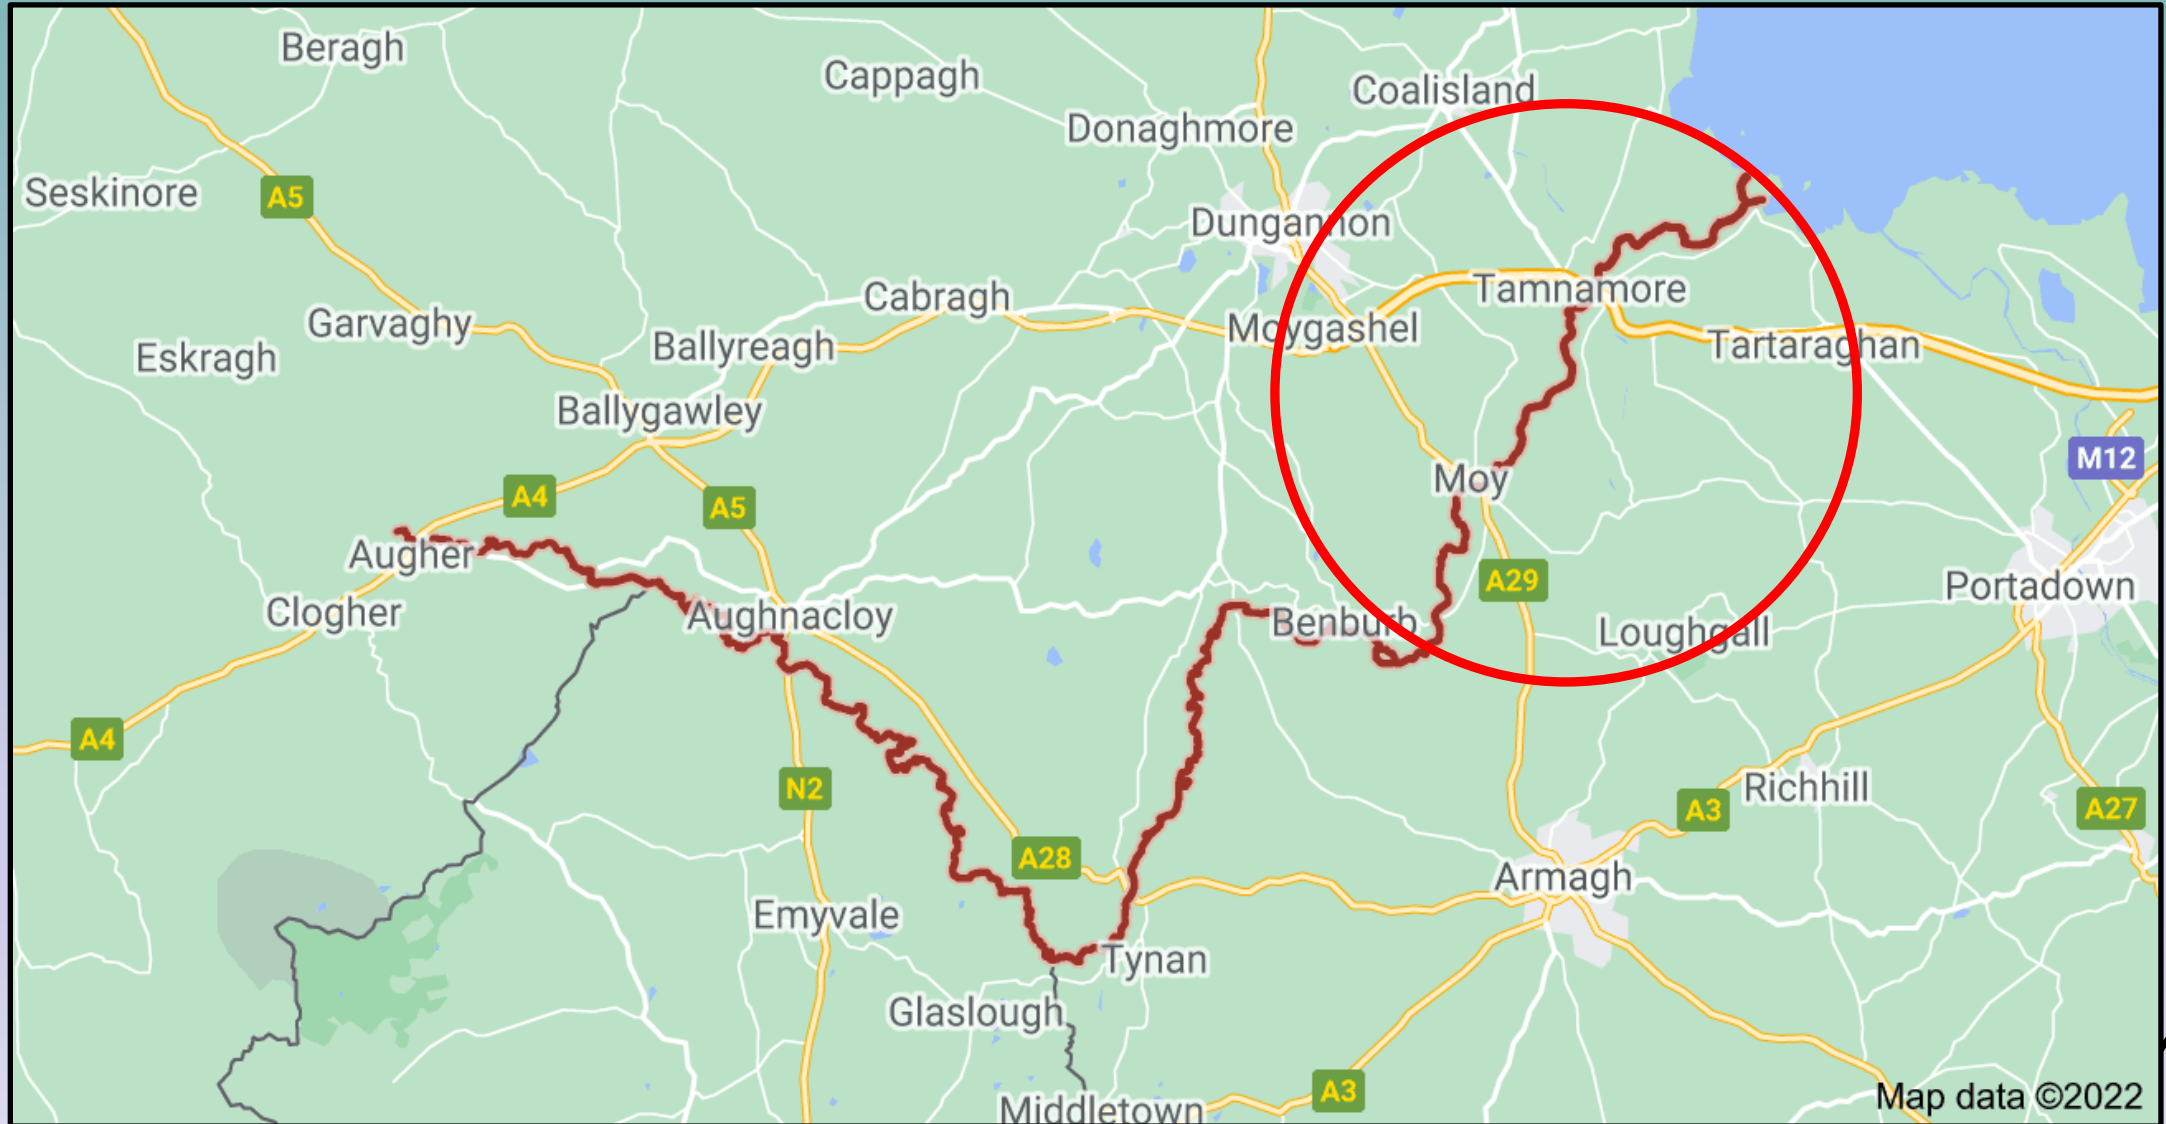 Beragh
Cappagh
Coalisland
Donaghmore
Seskinore
A5
Dungannon
Tamnamore
Cabragh
Garvaghy
Moygashel
Ballyreagh
Tartaraghan
Eskragh
Ballygawley
M12
Moy
A4
A5
Augher
A29
Portadown
Clogher
Aughnacloy
Benburb
Loughgall
A4
N2
Richhill
A3
A27
A28
Armagh
Emyvale
Tynan
Glaslough
A3
Map data ©2022
Middletown